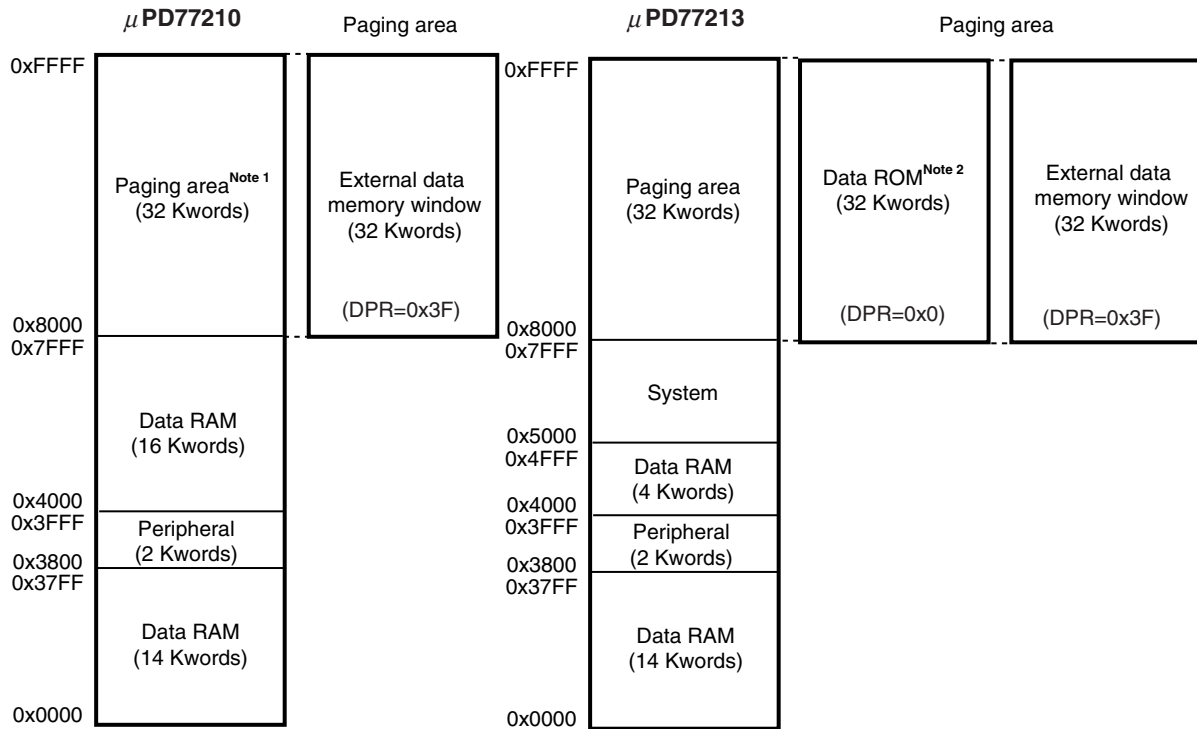 μPD77210
Paging area
0xFFFF
Paging area Note 1
(32 Kwords)
External data
memory window
(32 Kwords)
(DPR=0x3F)
0x8000
0x7FFF
Data RAM
(16 Kwords)
0x4000
0x3FFF
Peripheral
(2 Kwords)
0x3800
0x37FF
Data RAM
(14 Kwords)
0x0000
μPD77213
Paging area
0xFFFF
Paging area
(32 Kwords)
Data ROM Note 2
(32 Kwords)
(DPR=0x0)
External data
memory window
(32 Kwords)
(DPR=0x3F)
0x8000
0x7FFF
System
0x5000
0x4FFF
Data RAM
(4 Kwords)
0x4000
0x3FFF
Peripheral
(2 Kwords)
0x3800
0x37FF
Data RAM
(14 Kwords)
0x0000